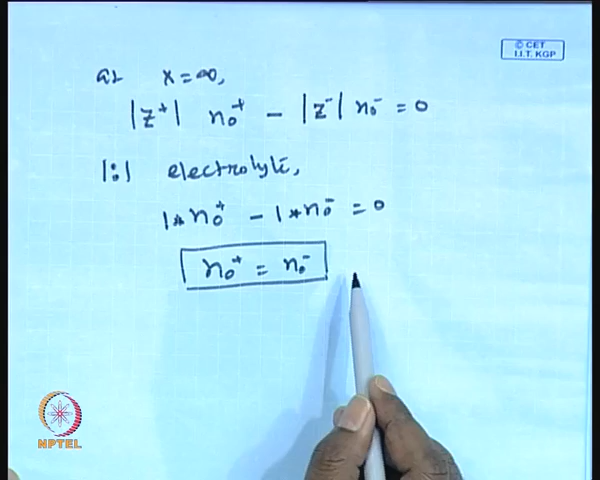 © CET
I.I.T. KGP
at x = ∞,
|z⁺| n₀⁺ - |z⁻| n₀⁻ = 0
1:1 electrolyte,
1*n₀⁺ - 1*n₀⁻ = 0
n₀⁺ = n₀⁻
NPTEL